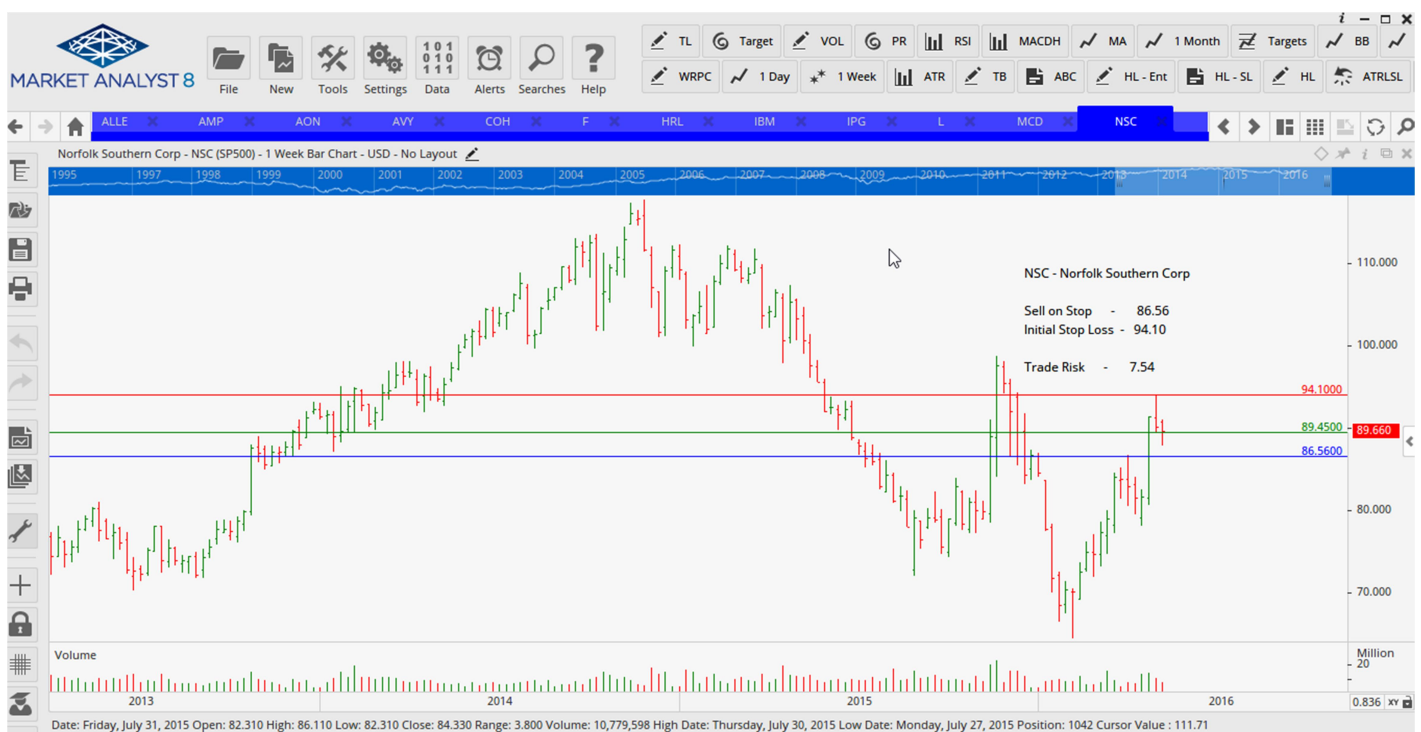 MARKET ANALYST 8
File
New
Tools
Settings
101
010
111
Data
Alerts
Searches
?
Help
TL
Target
VOL
PR
RSI
MACDH
MA
1 Month
Targets
BB
WRPC
1 Day
1 Week
ATR
TB
ABC
HL - Ent
HL - SL
HL
ATRLSL
ALLE
AMP
AON
AVY
COH
F
HRL
IBM
IPG
L
MCD
NSC
Norfolk Southern Corp - NSC (SP500) - 1 Week Bar Chart - USD - No Layout
1995 1997 1998 1999 2000 2001 2002 2003 2004 2005 2006 2007 2008 2009 2010 2011 2012 2013 2014 2015 2016
NSC - Norfolk Southern Corp
Sell on Stop - 86.56
Initial Stop Loss - 94.10
Trade Risk - 7.54
94.1000
89.4500
86.5600
110.000
100.000
89.660
80.000
70.000
Volume
Million
20
2013 2014 2015 2016
0.836 XY
Date: Friday, July 31, 2015 Open: 82.310 High: 86.110 Low: 82.310 Close: 84.330 Range: 3.800 Volume: 10,779,598 High Date: Thursday, July 30, 2015 Low Date: Monday, July 27, 2015 Position: 1042 Cursor Value : 111.71